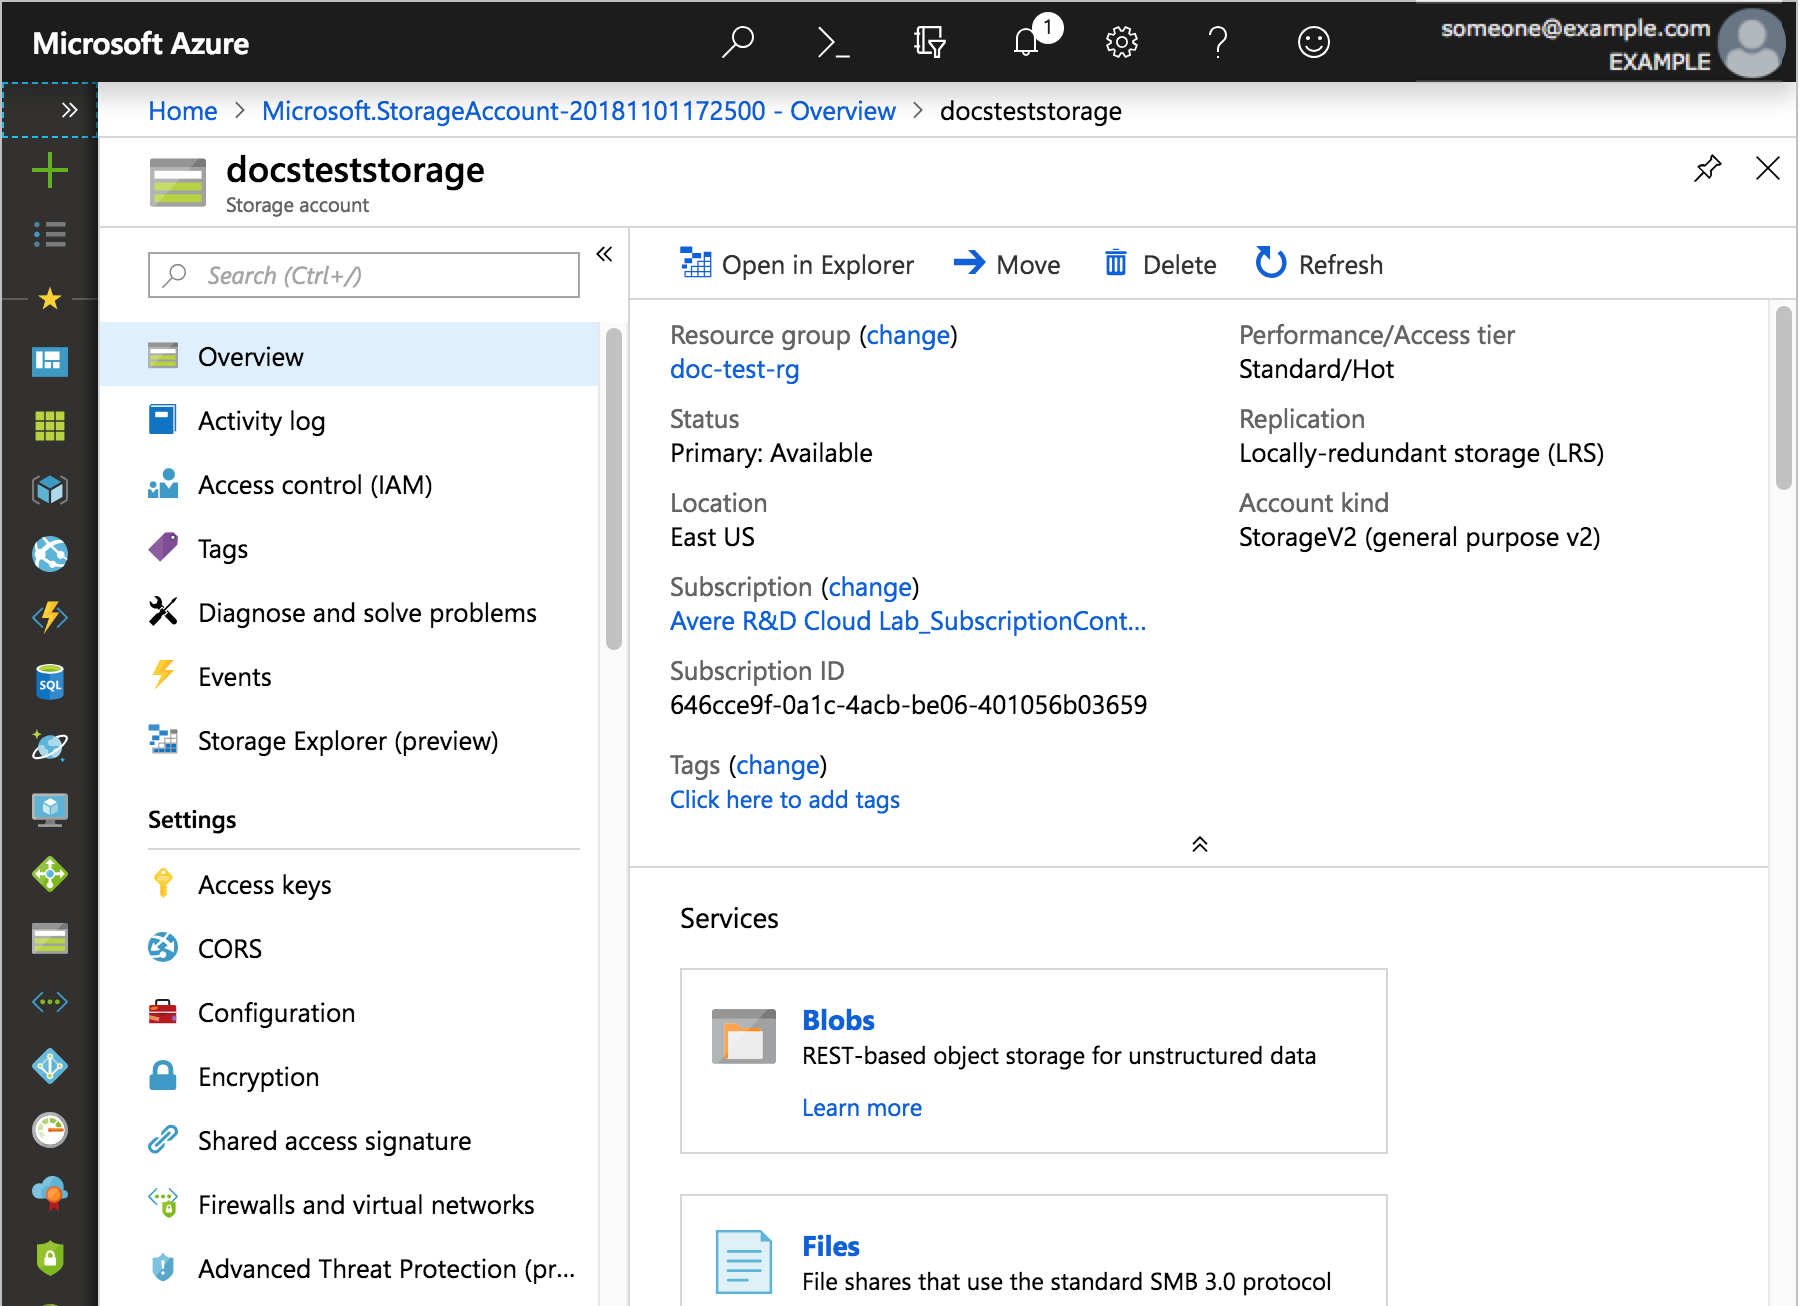 Microsoft Azure
1
someone@example.com
EXAMPLE
Home > Microsoft.StorageAccount-20181101172500 - Overview > docsteststorage
docsteststorage
Storage account
Search (Ctrl+/)
Overview
Activity log
Access control (IAM)
Tags
Diagnose and solve problems
Events
Storage Explorer (preview)
Settings
Access keys
CORS
Configuration
Encryption
Shared access signature
Firewalls and virtual networks
Advanced Threat Protection (pr...
SQL
Open in Explorer
Move
Delete
Refresh
Resource group (change)
doc-test-rg
Status
Primary: Available
Location
East US
Subscription (change)
Avere R&D Cloud Lab_SubscriptionCont...
Subscription ID
646cce9f-0a1c-4acb-be06-401056b03659
Tags (change)
Click here to add tags
Performance/Access tier
Standard/Hot
Replication
Locally-redundant storage (LRS)
Account kind
StorageV2 (general purpose v2)
Services
Blobs
REST-based object storage for unstructured data
Learn more
Files
File shares that use the standard SMB 3.0 protocol